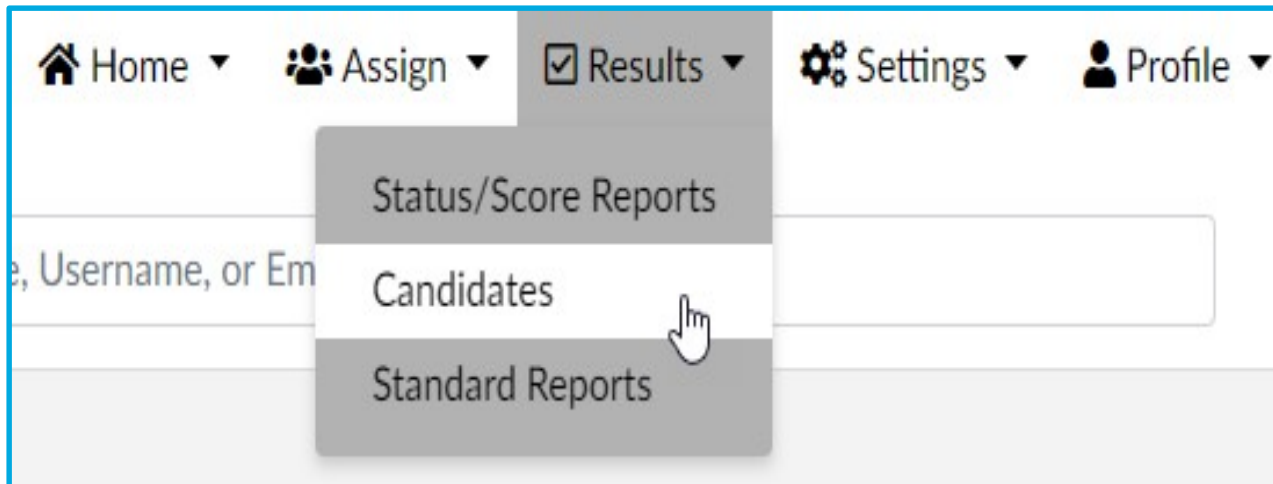 Home Assign Results Settings Profile
Status/Score Reports
, Username, or Em
Candidates
Standard Reports